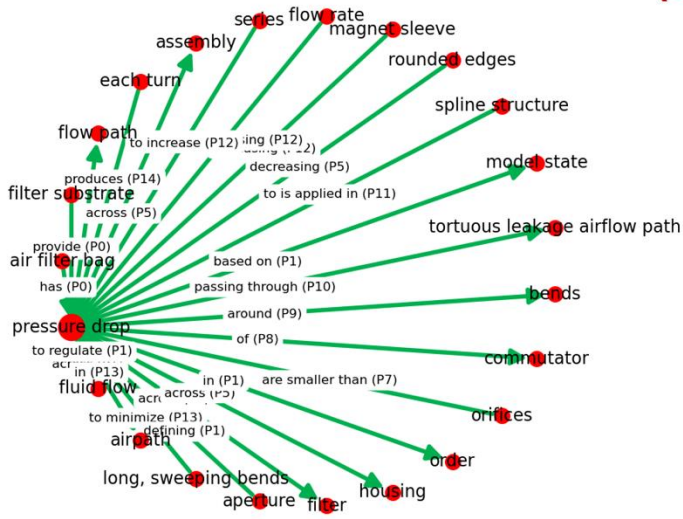 series
flow rate
magnet sleeve
assembly
rounded edges
each turn
spline structure
flow path
to increase (P12)
decreasing (P5)
model state
produces (P14)
to is applied in (P11)
filter substrate
across (P5)
tortuous leakage airflow path
provide (P0)
air filter bag
based on (P1)
has (P0)
passing through (P10)
bends
around (P9)
pressure drop
of (P8)
to regulate (P1)
commutator
in (P13)
in (P1)
are smaller than (P7)
fluid flow
across (P5)
orifices
to minimize (P13)
defining (P1)
airpath
order
long, sweeping bends
housing
aperture
filter